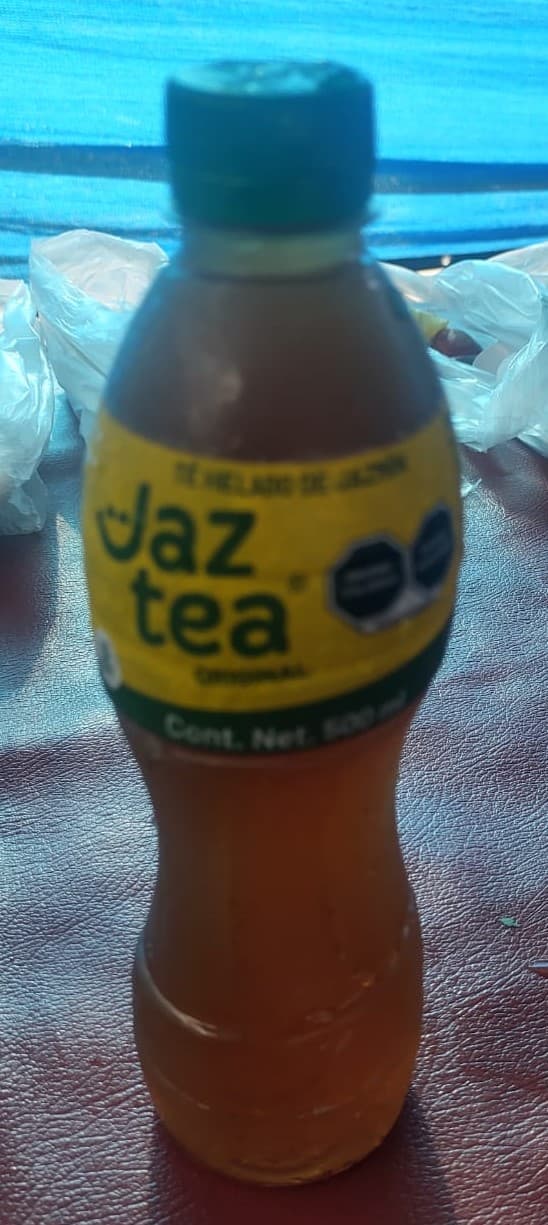 TÉ HELADO DE JAZMÍN
Jaz
tea
ORIGINAL
Cont. Net. 500 ml